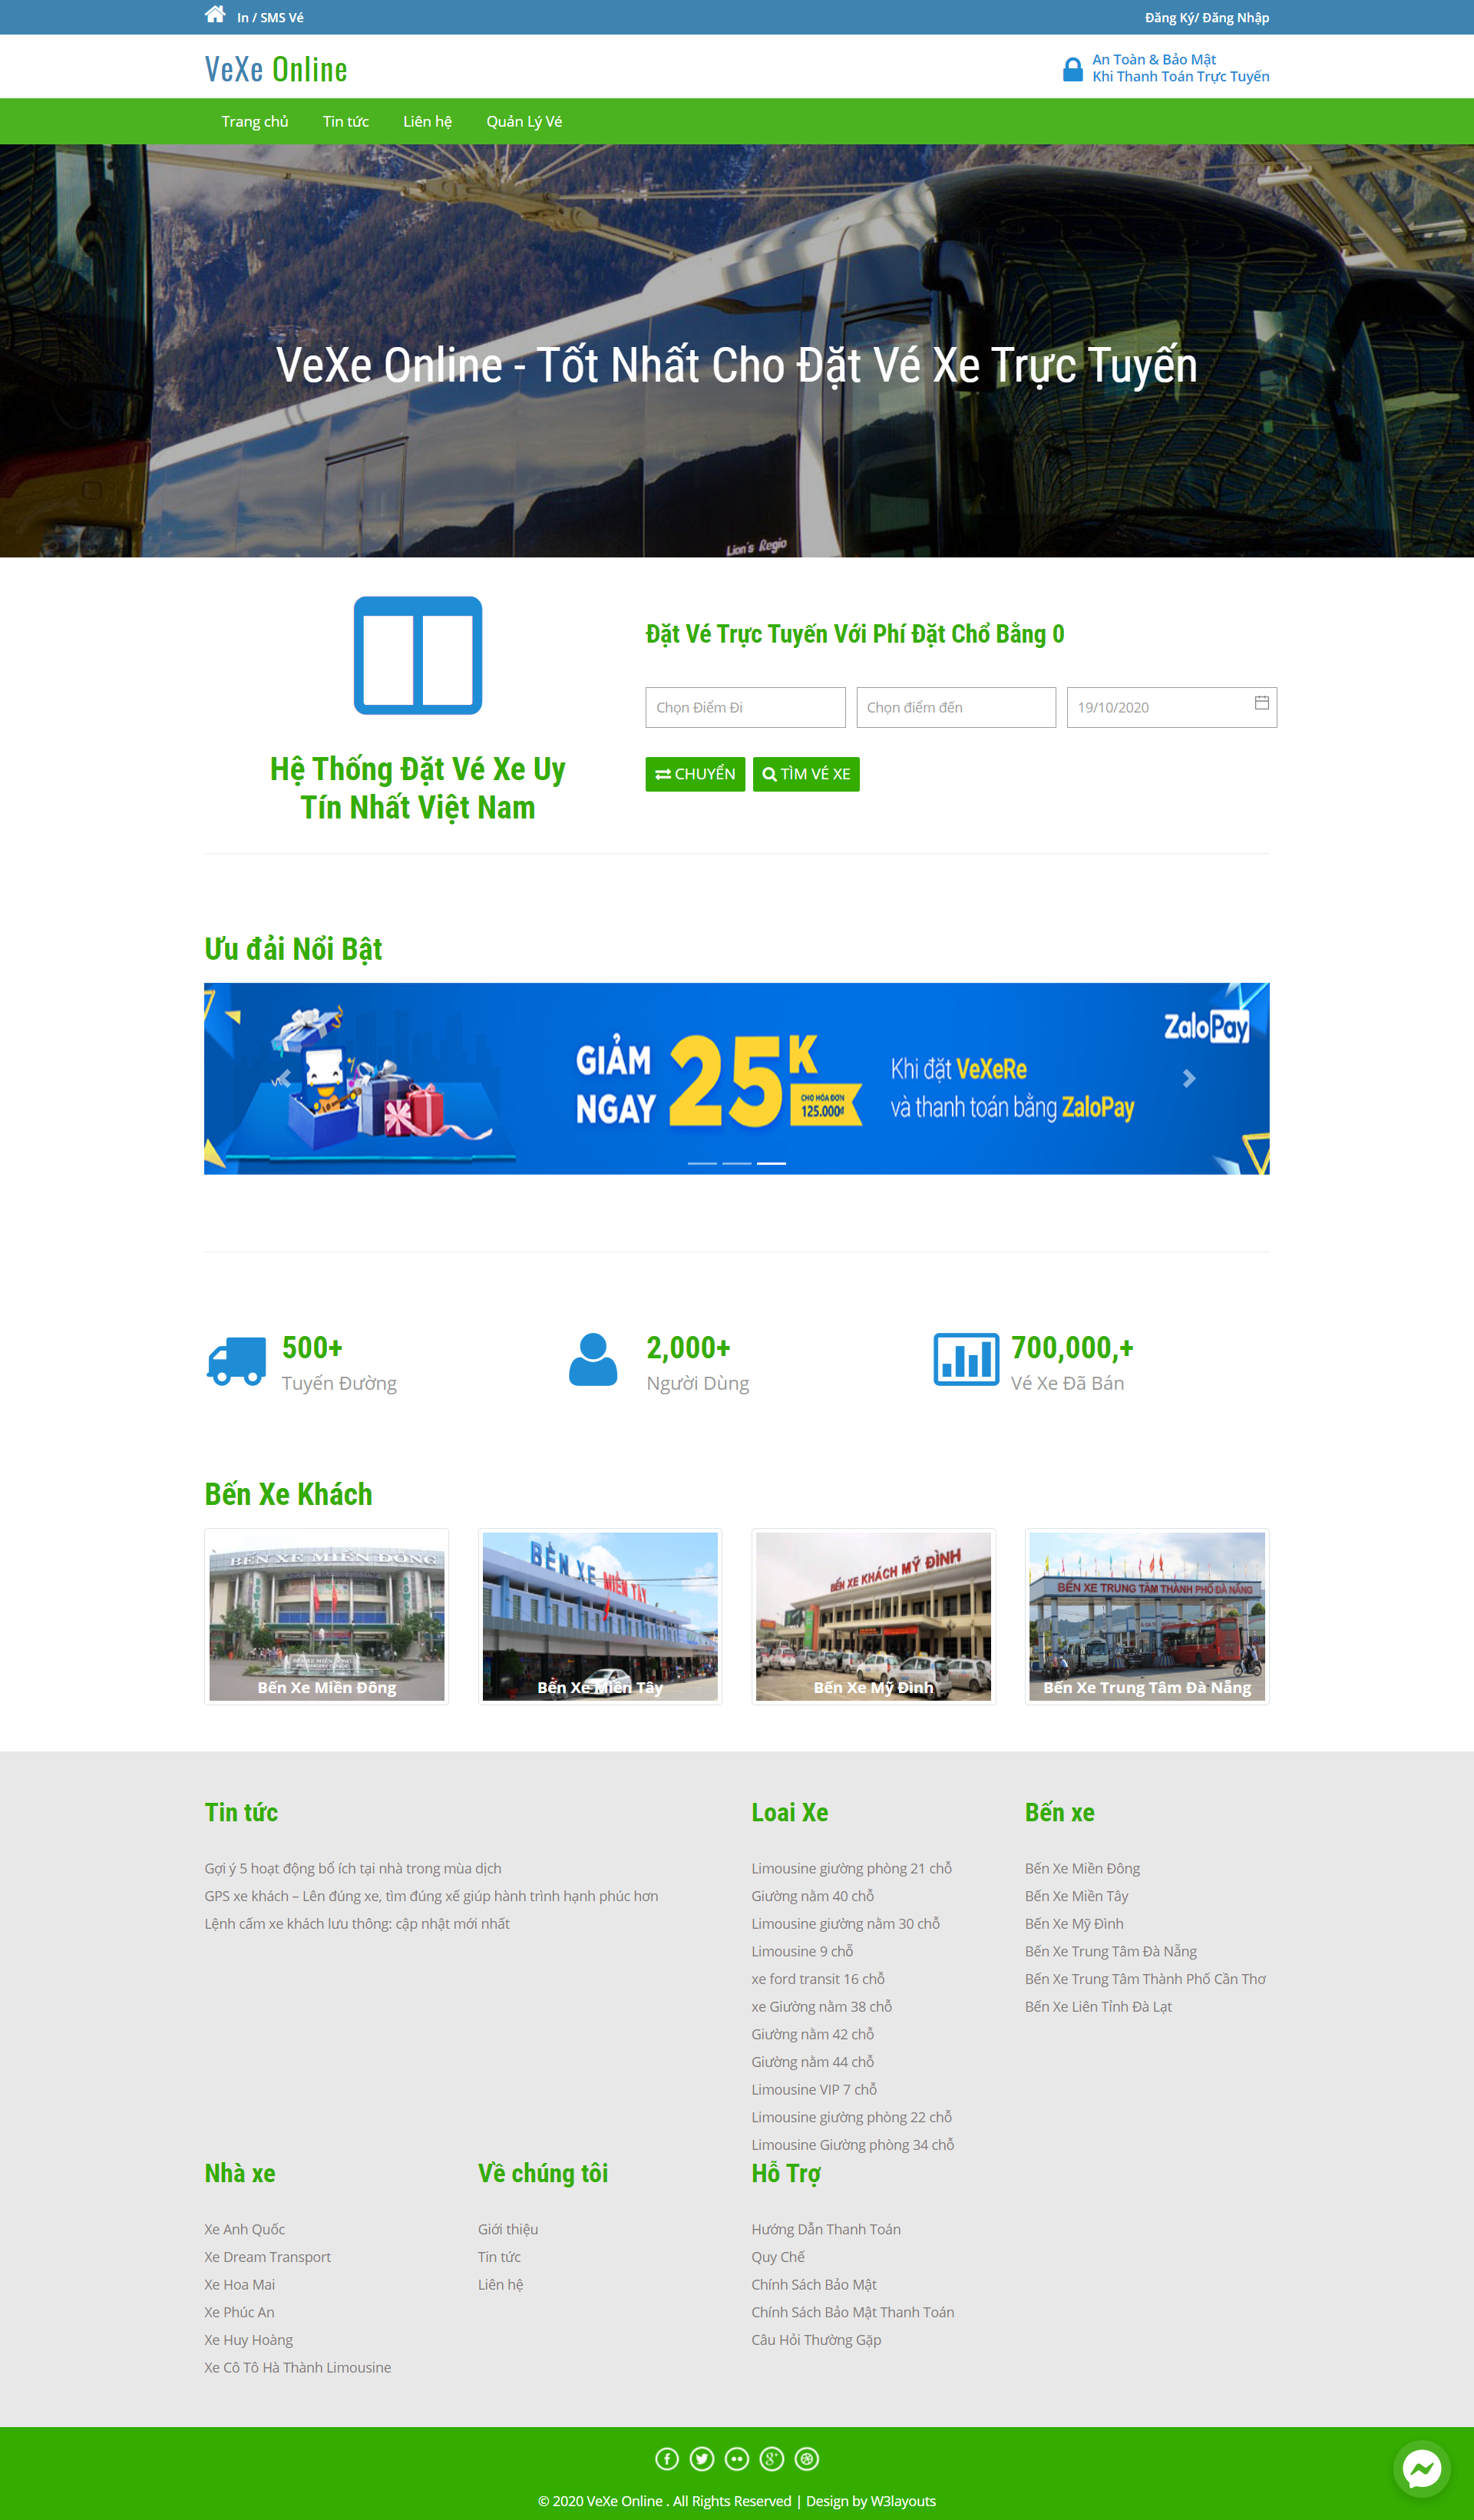 In / SMS Vé
Đăng Ký/ Đăng Nhập
VeXe Online
An Toàn & Bảo Mật
Khi Thanh Toán Trực Tuyến
Trang chủ
Tin tức
Liên hệ
Quản Lý Vé
VeXe Online - Tốt Nhất Cho Đặt Vé Xe Trực Tuyến
Lion's Regio
Hệ Thống Đặt Vé Xe Uy
Tín Nhất Việt Nam
Đặt Vé Trực Tuyến Với Phí Đặt Chổ Bằng 0
Chọn Điểm Đi
Chọn điểm đến
19/10/2020
CHUYỂN
TÌM VÉ XE
Ưu đải Nổi Bật
GIẢM
NGAY
25K
CHO HÓA ĐƠN
125.000đ
Khi đặt VeXeRe
và thanh toán bằng ZaloPay
ZaloPay
500+
Tuyến Đường
2,000+
Người Dùng
700,000,+
Vé Xe Đã Bán
Bến Xe Khách
BẾN XE MIỀN ĐÔNG
Bến Xe Miền Đông
BẾN XE MIỀN TÂY
Bến Xe Miền Tây
BẾN XE KHÁCH MỸ ĐÌNH
Bến Xe Mỹ Đình
BẾN XE TRUNG TÂM THÀNH PHỐ ĐÀ NẴNG
Bến Xe Trung Tâm Đà Nẵng
Tin tức
Gợi ý 5 hoạt động bổ ích tại nhà trong mùa dịch
GPS xe khách – Lên đúng xe, tìm đúng xế giúp hành trình hạnh phúc hơn
Lệnh cấm xe khách lưu thông: cập nhật mới nhất
Loai Xe
Limousine giường phòng 21 chỗ
Giường nằm 40 chỗ
Limousine giường nằm 30 chỗ
Limousine 9 chỗ
xe ford transit 16 chỗ
xe Giường nằm 38 chỗ
Giường nằm 42 chỗ
Giường nằm 44 chỗ
Limousine VIP 7 chỗ
Limousine giường phòng 22 chỗ
Limousine Giường phòng 34 chỗ
Bến xe
Bến Xe Miền Đông
Bến Xe Miền Tây
Bến Xe Mỹ Đình
Bến Xe Trung Tâm Đà Nẵng
Bến Xe Trung Tâm Thành Phố Cần Thơ
Bến Xe Liên Tỉnh Đà Lạt
Nhà xe
Xe Anh Quốc
Xe Dream Transport
Xe Hoa Mai
Xe Phúc An
Xe Huy Hoàng
Xe Cô Tô Hà Thành Limousine
Về chúng tôi
Giới thiệu
Tin tức
Liên hệ
Hỗ Trợ
Hướng Dẫn Thanh Toán
Quy Chế
Chính Sách Bảo Mật
Chính Sách Bảo Mật Thanh Toán
Câu Hỏi Thường Gặp
© 2020 VeXe Online . All Rights Reserved | Design by W3layouts